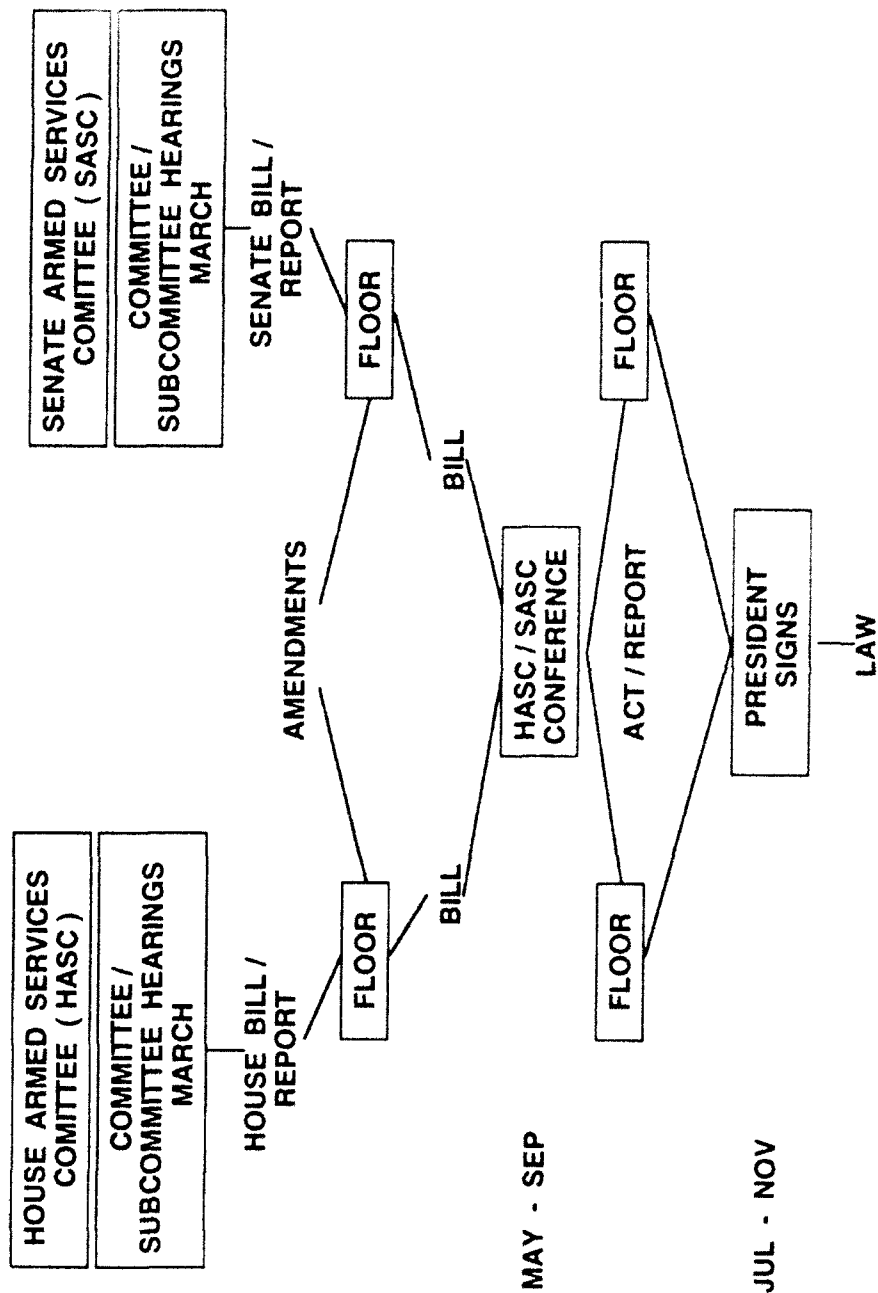 HOUSE ARMED SERVICES
COMITTEE ( HASC )
COMMITTEE /
SUBCOMMITTEE HEARINGS
MARCH
HOUSE BILL /
REPORT
SENATE ARMED SERVICES
COMITTEE ( SASC )
COMMITTEE /
SUBCOMMITTEE HEARINGS
MARCH
SENATE BILL /
REPORT
AMENDMENTS
FLOOR
FLOOR
BILL
BILL
MAY - SEP
HASC / SASC
CONFERENCE
FLOOR
ACT / REPORT
FLOOR
JUL - NOV
PRESIDENT
SIGNS
LAW